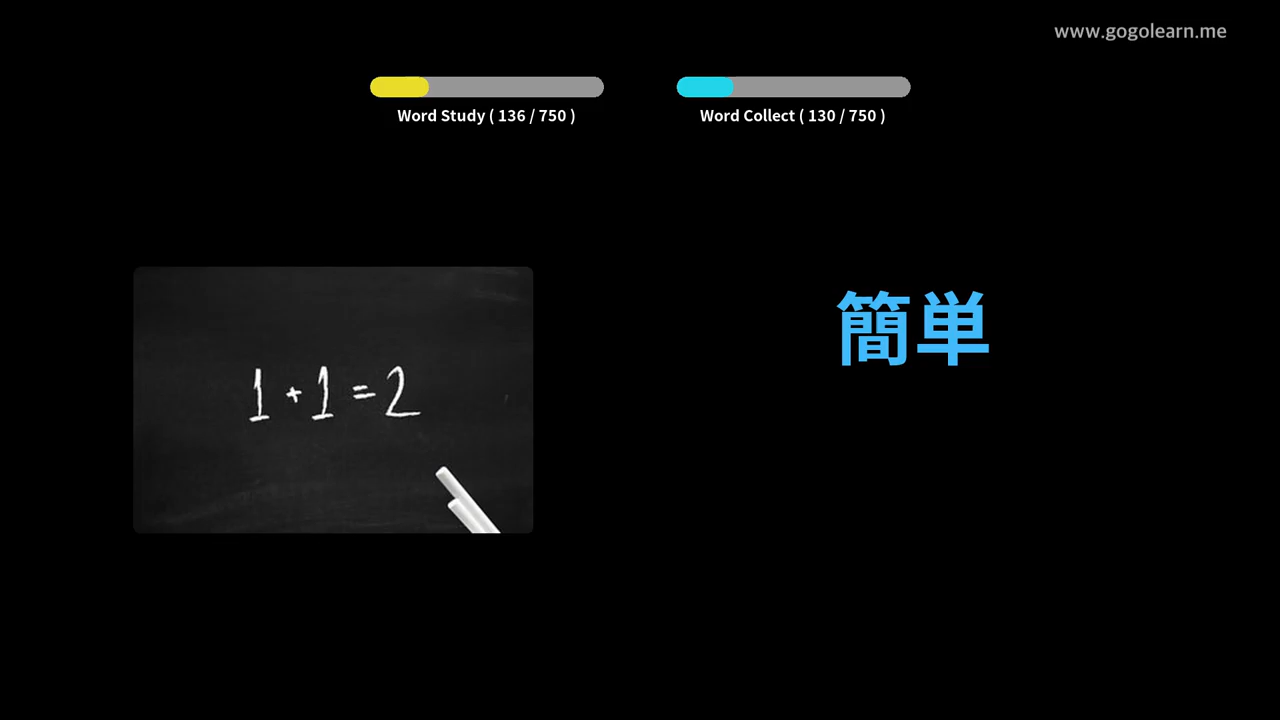 www.gogolearn.me
Word Study ( 136 / 750 )
Word Collect ( 130 / 750 )
簡単
1 + 1 = 2